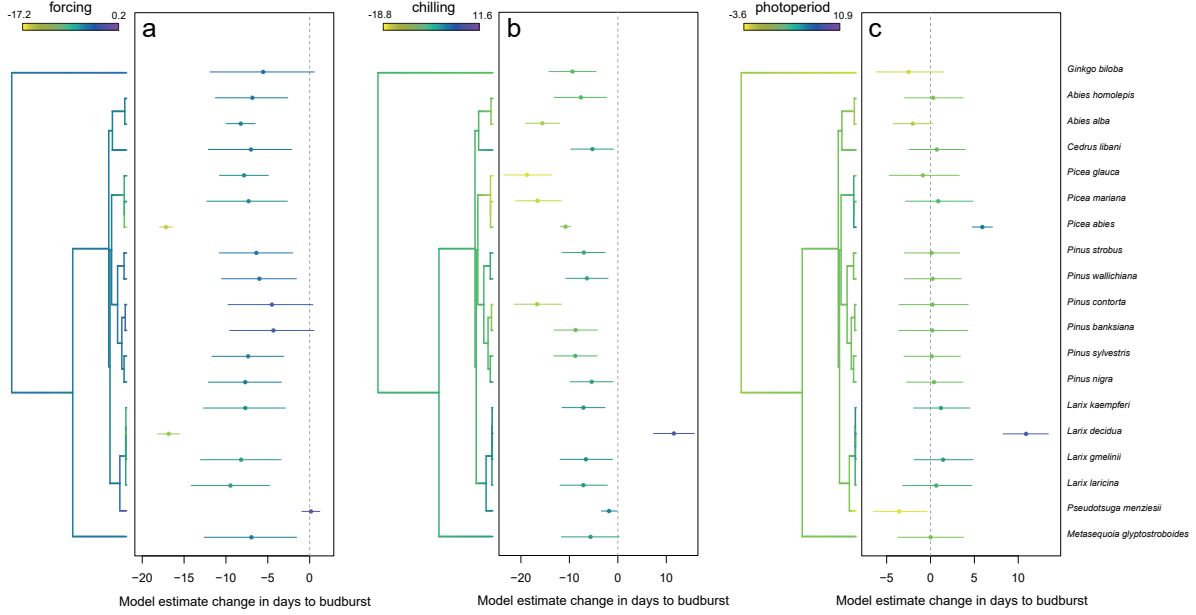 forcing
-17.2 0.2
a
chilling
-18.8 11.6
b
photoperiod
-3.6 10.9
c
Ginkgo biloba
Abies homolepis
Abies alba
Cedrus libani
Picea glauca
Picea mariana
Picea abies
Pinus strobus
Pinus wallichiana
Pinus contorta
Pinus banksiana
Pinus sylvestris
Pinus nigra
Larix kaempferi
Larix decidua
Larix gmelinii
Larix laricina
Pseudotsuga menziesii
Metasequoia glyptostroboides
−20 −15 −10 −5 0
−20 −10 0 10
−5 0 5 10
Model estimate change in days to budburst
Model estimate change in days to budburst
Model estimate change in days to budburst